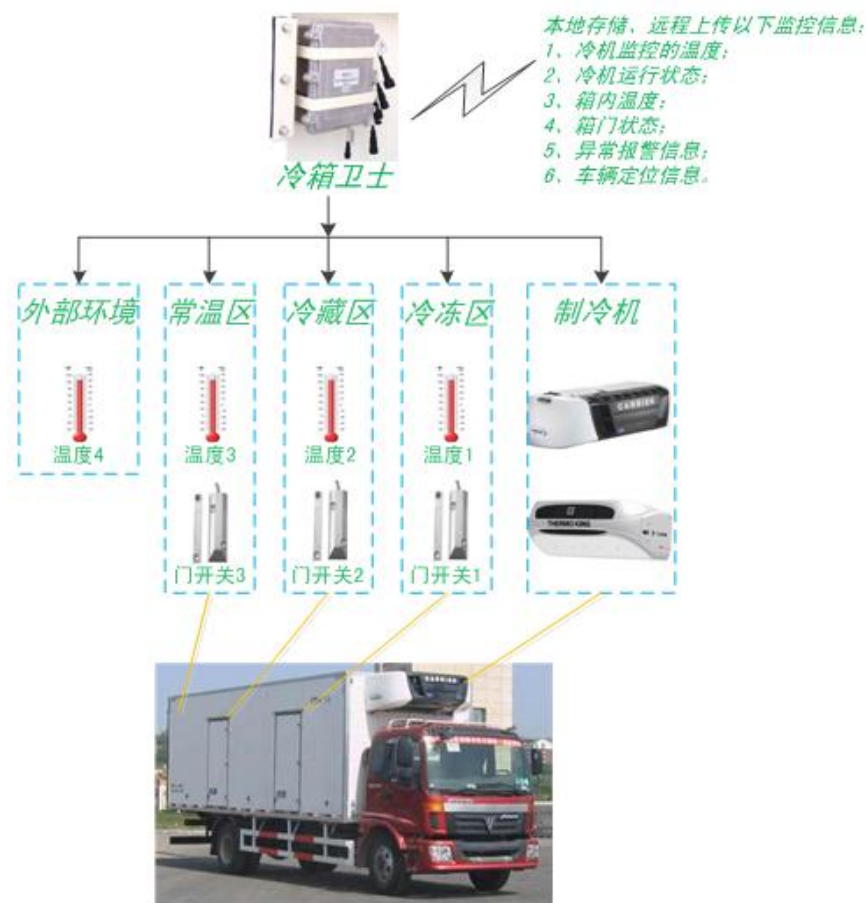 本地存储、远程上传以下监控信息:
1、冷机监控的温度;
2、冷机运行状态;
3、箱内温度;
4、箱门状态;
5、异常报警信息;
6、车辆定位信息。
冷箱卫士
外部环境
常温区
冷藏区
冷冻区
制冷机
CARRIER
温度4
温度3
温度2
温度1
THERMO KING
门开关3
门开关2
门开关1
CARRIER